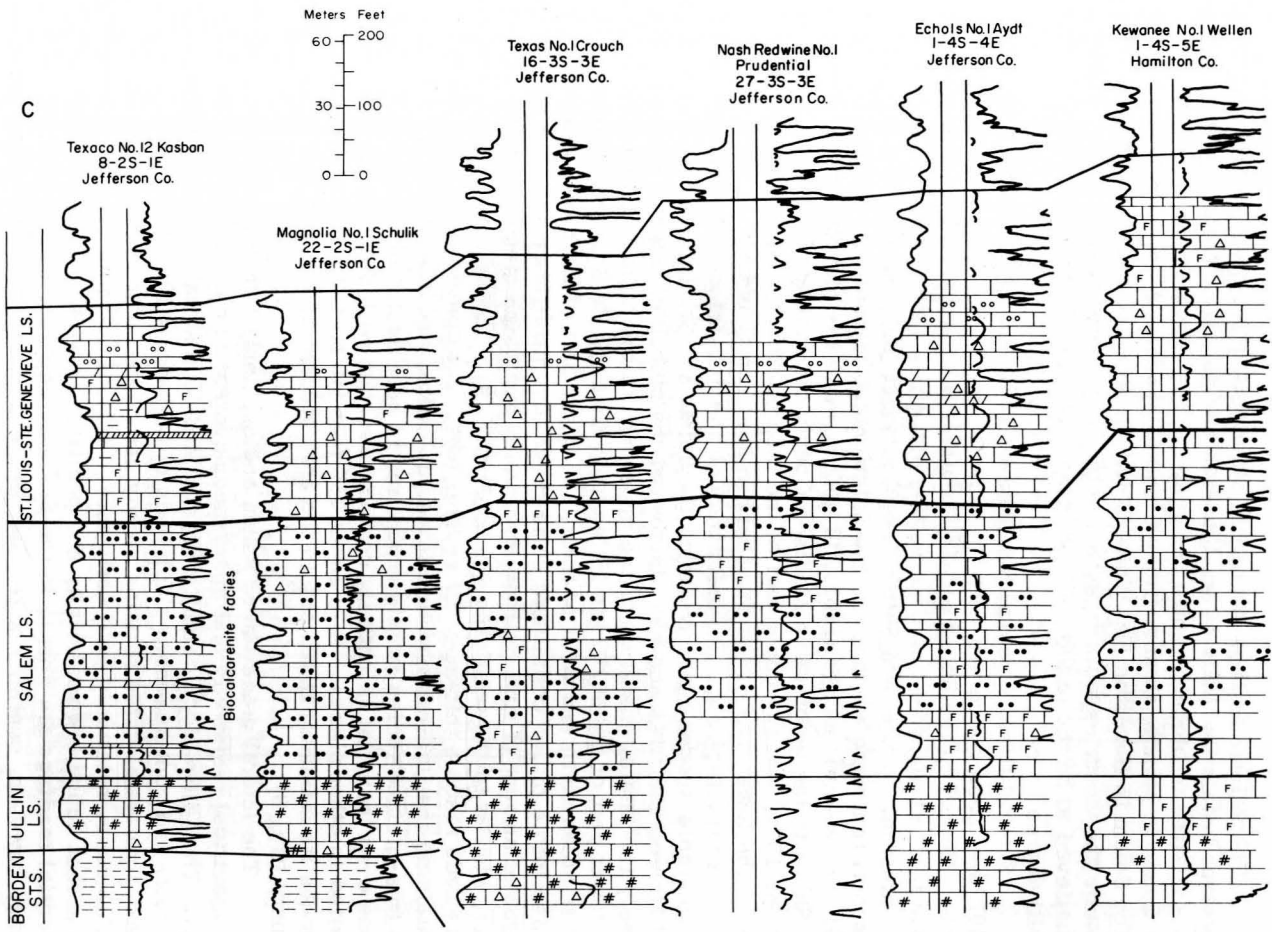 C
Meters Feet
60 200
30 100
0 0
Texaco No.12 Kasban
8-2S-1E
Jefferson Co.
Magnolia No.1 Schulik
22-2S-1E
Jefferson Co.
Texas No.1 Crouch
16-3S-3E
Jefferson Co.
Nash Redwine No.1
Prudential
27-3S-3E
Jefferson Co.
Echols No.1 Aydt
1-4S-4E
Jefferson Co.
Kewanee No.1 Wellen
1-4S-5E
Hamilton Co.
ST. LOUIS-STE. GENEVIEVE LS.
SALEM LS.
ULLIN
LS.
BORDEN
STS.
Biocalcarenite facies